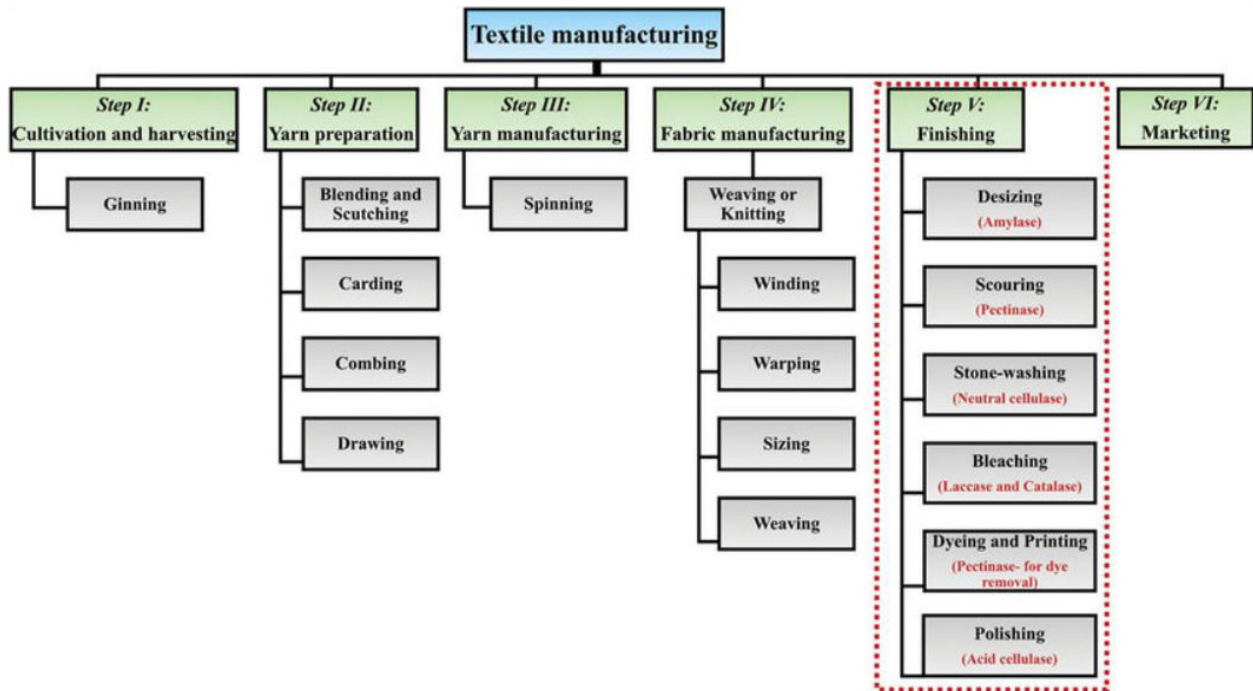 Textile manufacturing
Step I:
Cultivation and harvesting
Ginning
Step II:
Yarn preparation
Blending and
Scutching
Carding
Combing
Drawing
Step III:
Yarn manufacturing
Spinning
Step IV:
Fabric manufacturing
Weaving or
Knitting
Winding
Warping
Sizing
Weaving
Step V:
Finishing
Desizing
(Amylase)
Scouring
(Pectinase)
Stone-washing
(Neutral cellulase)
Bleaching
(Laccase and Catalase)
Dyeing and Printing
(Pectinase- for dye
removal)
Polishing
(Acid cellulase)
Step VI:
Marketing